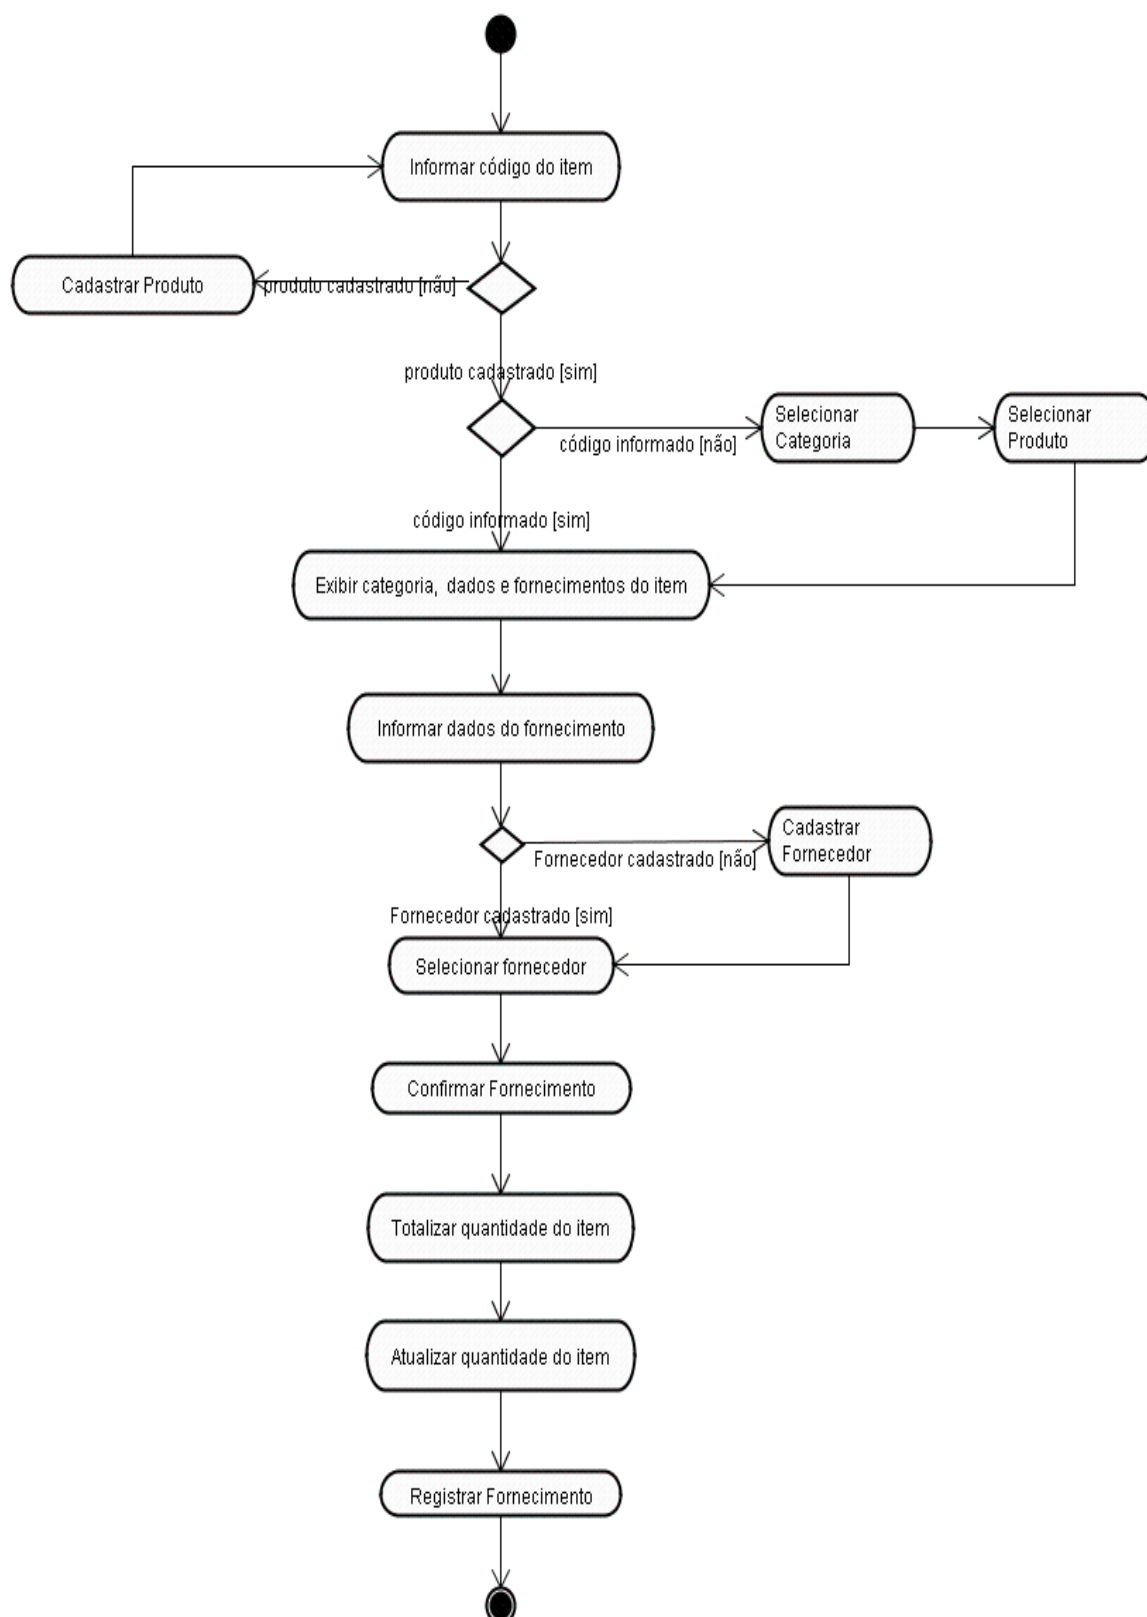 Informar código do item
Cadastrar Produto
produto cadastrado [não]
produto cadastrado [sim]
Selecionar
Categoria
Selecionar
Produto
código informado [não]
código informado [sim]
Exibir categoria, dados e fornecimentos do item
Informar dados do fornecimento
Cadastrar
Fornecedor
Fornecedor cadastrado [não]
Fornecedor cadastrado [sim]
Selecionar fornecedor
Confirmar Fornecimento
Totalizar quantidade do item
Atualizar quantidade do item
Registrar Fornecimento